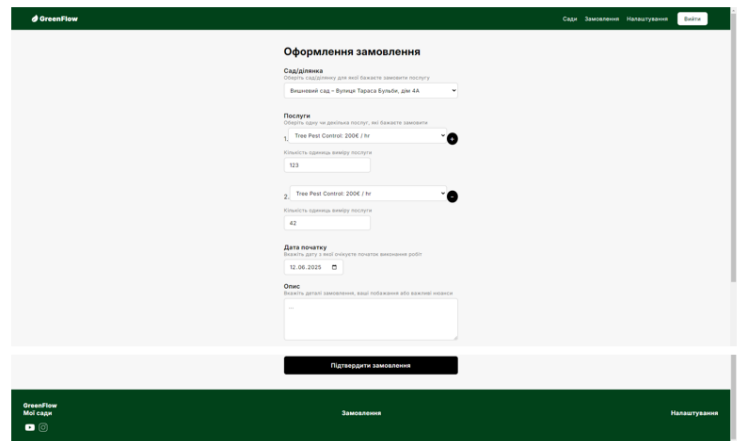 GreenFlow
Сади Замовлення Налаштування Вийти
Оформлення замовлення
Сад/ділянка
Оберіть сад/ділянку для якої бажаєте замовити послугу
Вишневий сад – Вулиця Тараса Бульби, дім 4А
Послуги
Оберіть одну чи декілька послуг, які бажаєте замовити
1. Tree Pest Control: 200€ / hr
Кількість одиниць виміру послуги
123
2. Tree Pest Control: 200€ / hr
Кількість одиниць виміру послуги
42
Дата початку
Вкажіть дату з якої очікуєте початок виконання робіт
12.06.2025
Опис
Вкажіть деталі замовлення, ваші побажання або важливі нюанси
...
Підтвердити замовлення
GreenFlow
Мої сади Замовлення Налаштування